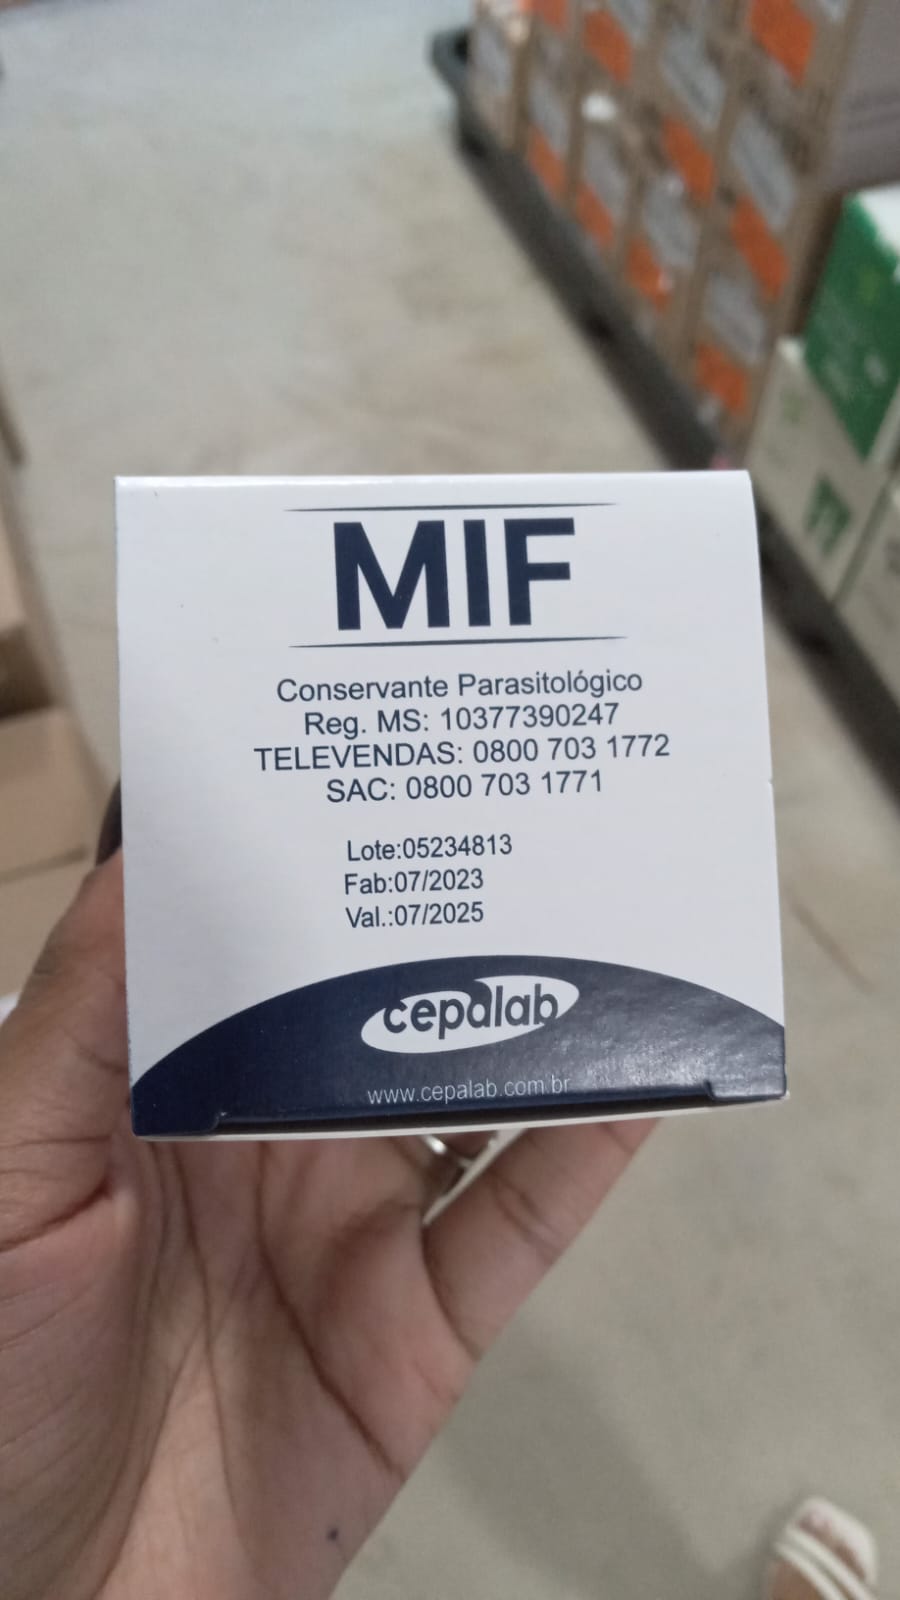 MIF
Conservante Parasitológico
Reg. MS: 10377390247
TELEVENDAS: 0800 703 1772
SAC: 0800 703 1771
Lote:05234813
Fab:07/2023
Val.:07/2025
cepalab
www.cepalab.com.br